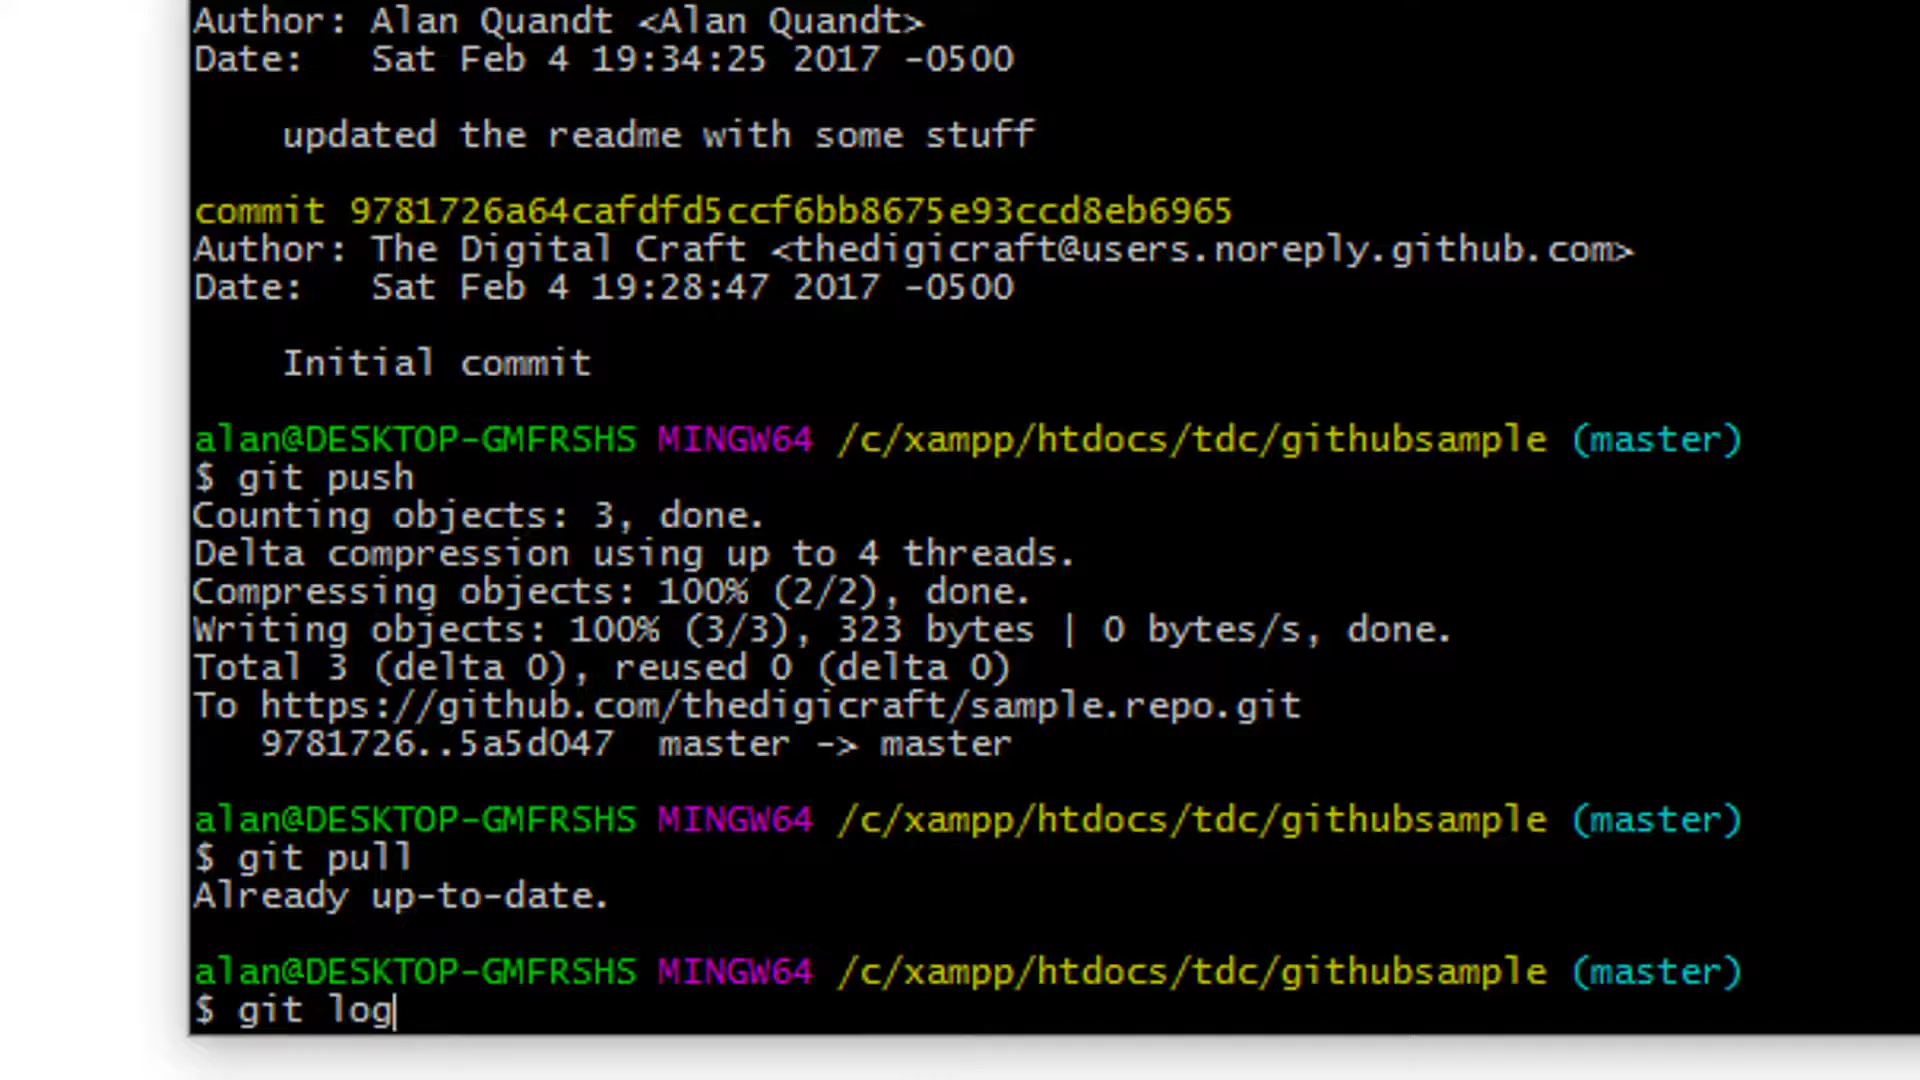 Author: Alan Quandt <Alan Quandt>
Date:   Sat Feb 4 19:34:25 2017 -0500
    updated the readme with some stuff
commit 9781726a64cafdfd5ccf6bb8675e93ccd8eb6965
Author: The Digital Craft <thedigicraft@users.noreply.github.com>
Date:   Sat Feb 4 19:28:47 2017 -0500
    Initial commit
alan@DESKTOP-GMFRSHS MINGW64 /c/xampp/htdocs/tdc/githubsample (master)
$ git push
Counting objects: 3, done.
Delta compression using up to 4 threads.
Compressing objects: 100% (2/2), done.
Writing objects: 100% (3/3), 323 bytes | 0 bytes/s, done.
Total 3 (delta 0), reused 0 (delta 0)
To https://github.com/thedigicraft/sample.repo.git
   9781726..5a5d047  master -> master
alan@DESKTOP-GMFRSHS MINGW64 /c/xampp/htdocs/tdc/githubsample (master)
$ git pull
Already up-to-date.
alan@DESKTOP-GMFRSHS MINGW64 /c/xampp/htdocs/tdc/githubsample (master)
$ git log